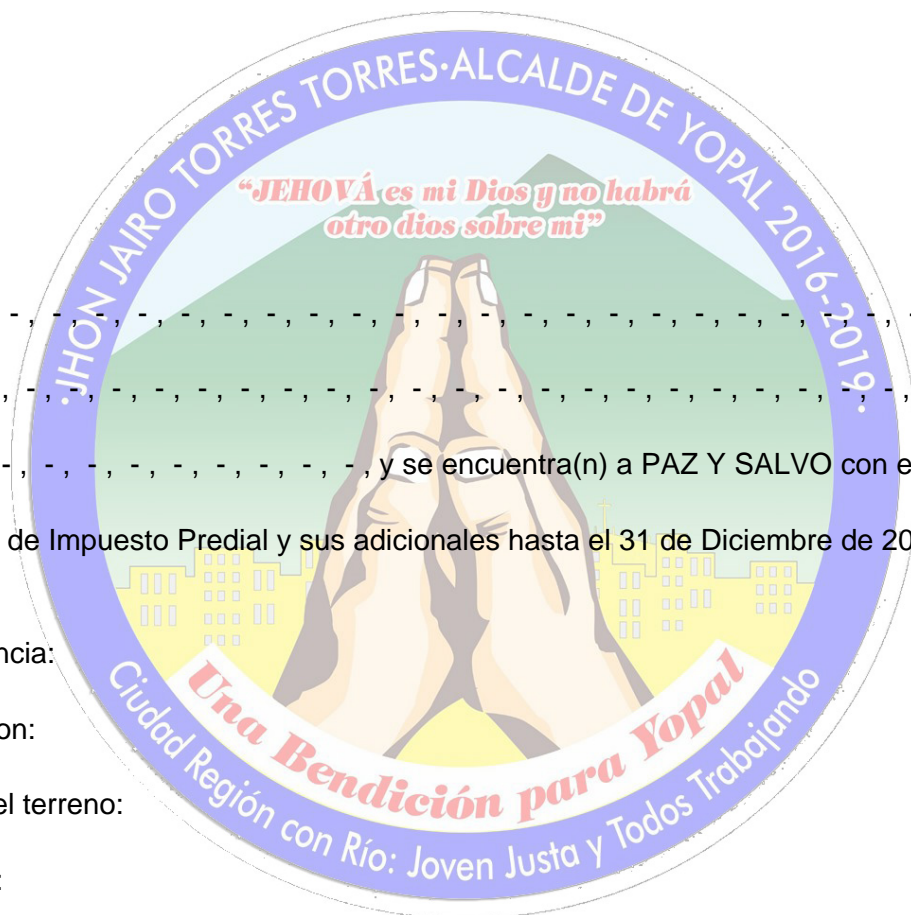 ·JHON JAIRO TORRES TORRES·ALCALDE DE YOPAL 2016-2019·
“JEHOVÁ es mi Dios y no habrá
otro dios sobre mi”
- , - , - , - , - , - , - , - , - , - , - , - , - , - , - , - , - , - , - , - , - , -
, - , - , - , - , - , - , - , - , - , - , - , - , - , - , - , - , - , - , - , - , - ,
- , - , - , - , - , - , - , - , - , y se encuentra(n) a PAZ Y SALVO con e
de Impuesto Predial y sus adicionales hasta el 31 de Diciembre de 20
ncia:
on:
el terreno:
:
Una Bendición para Yopal
Ciudad Región con Río: Joven Justa y Todos Trabajando